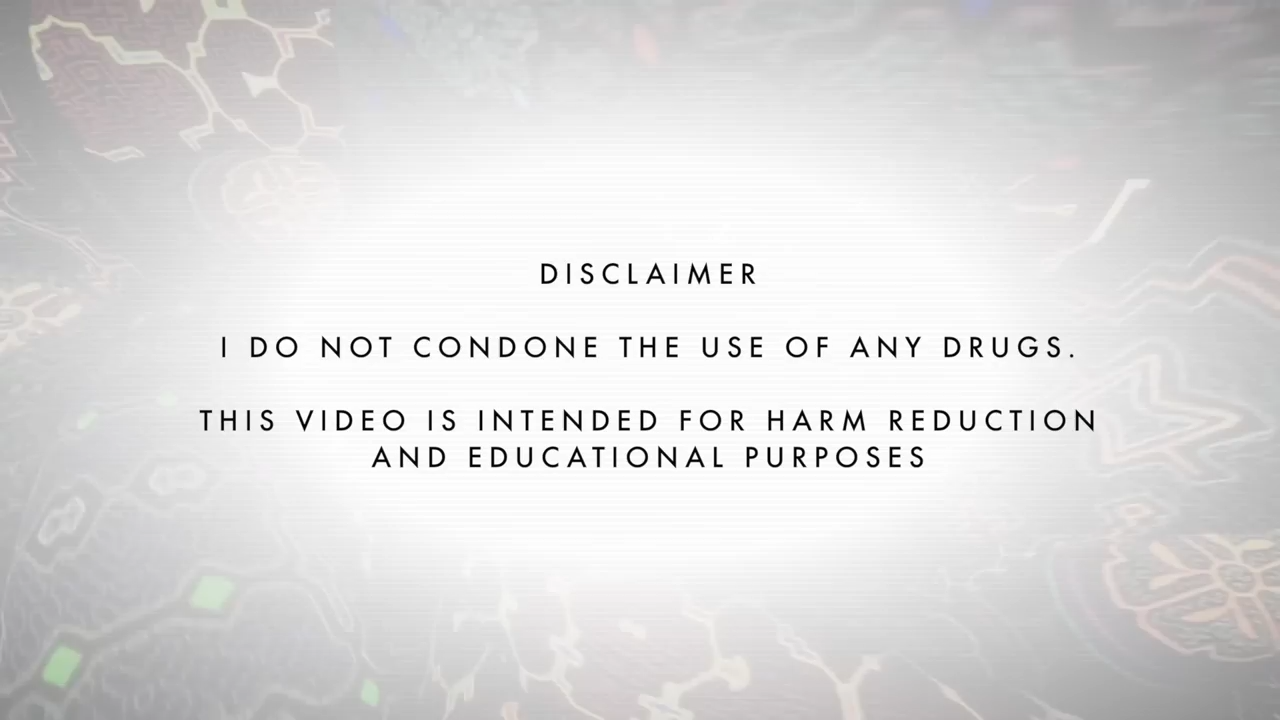 DISCLAIMER
I DO NOT CONDONE THE USE OF ANY DRUGS.
THIS VIDEO IS INTENDED FOR HARM REDUCTION
AND EDUCATIONAL PURPOSES